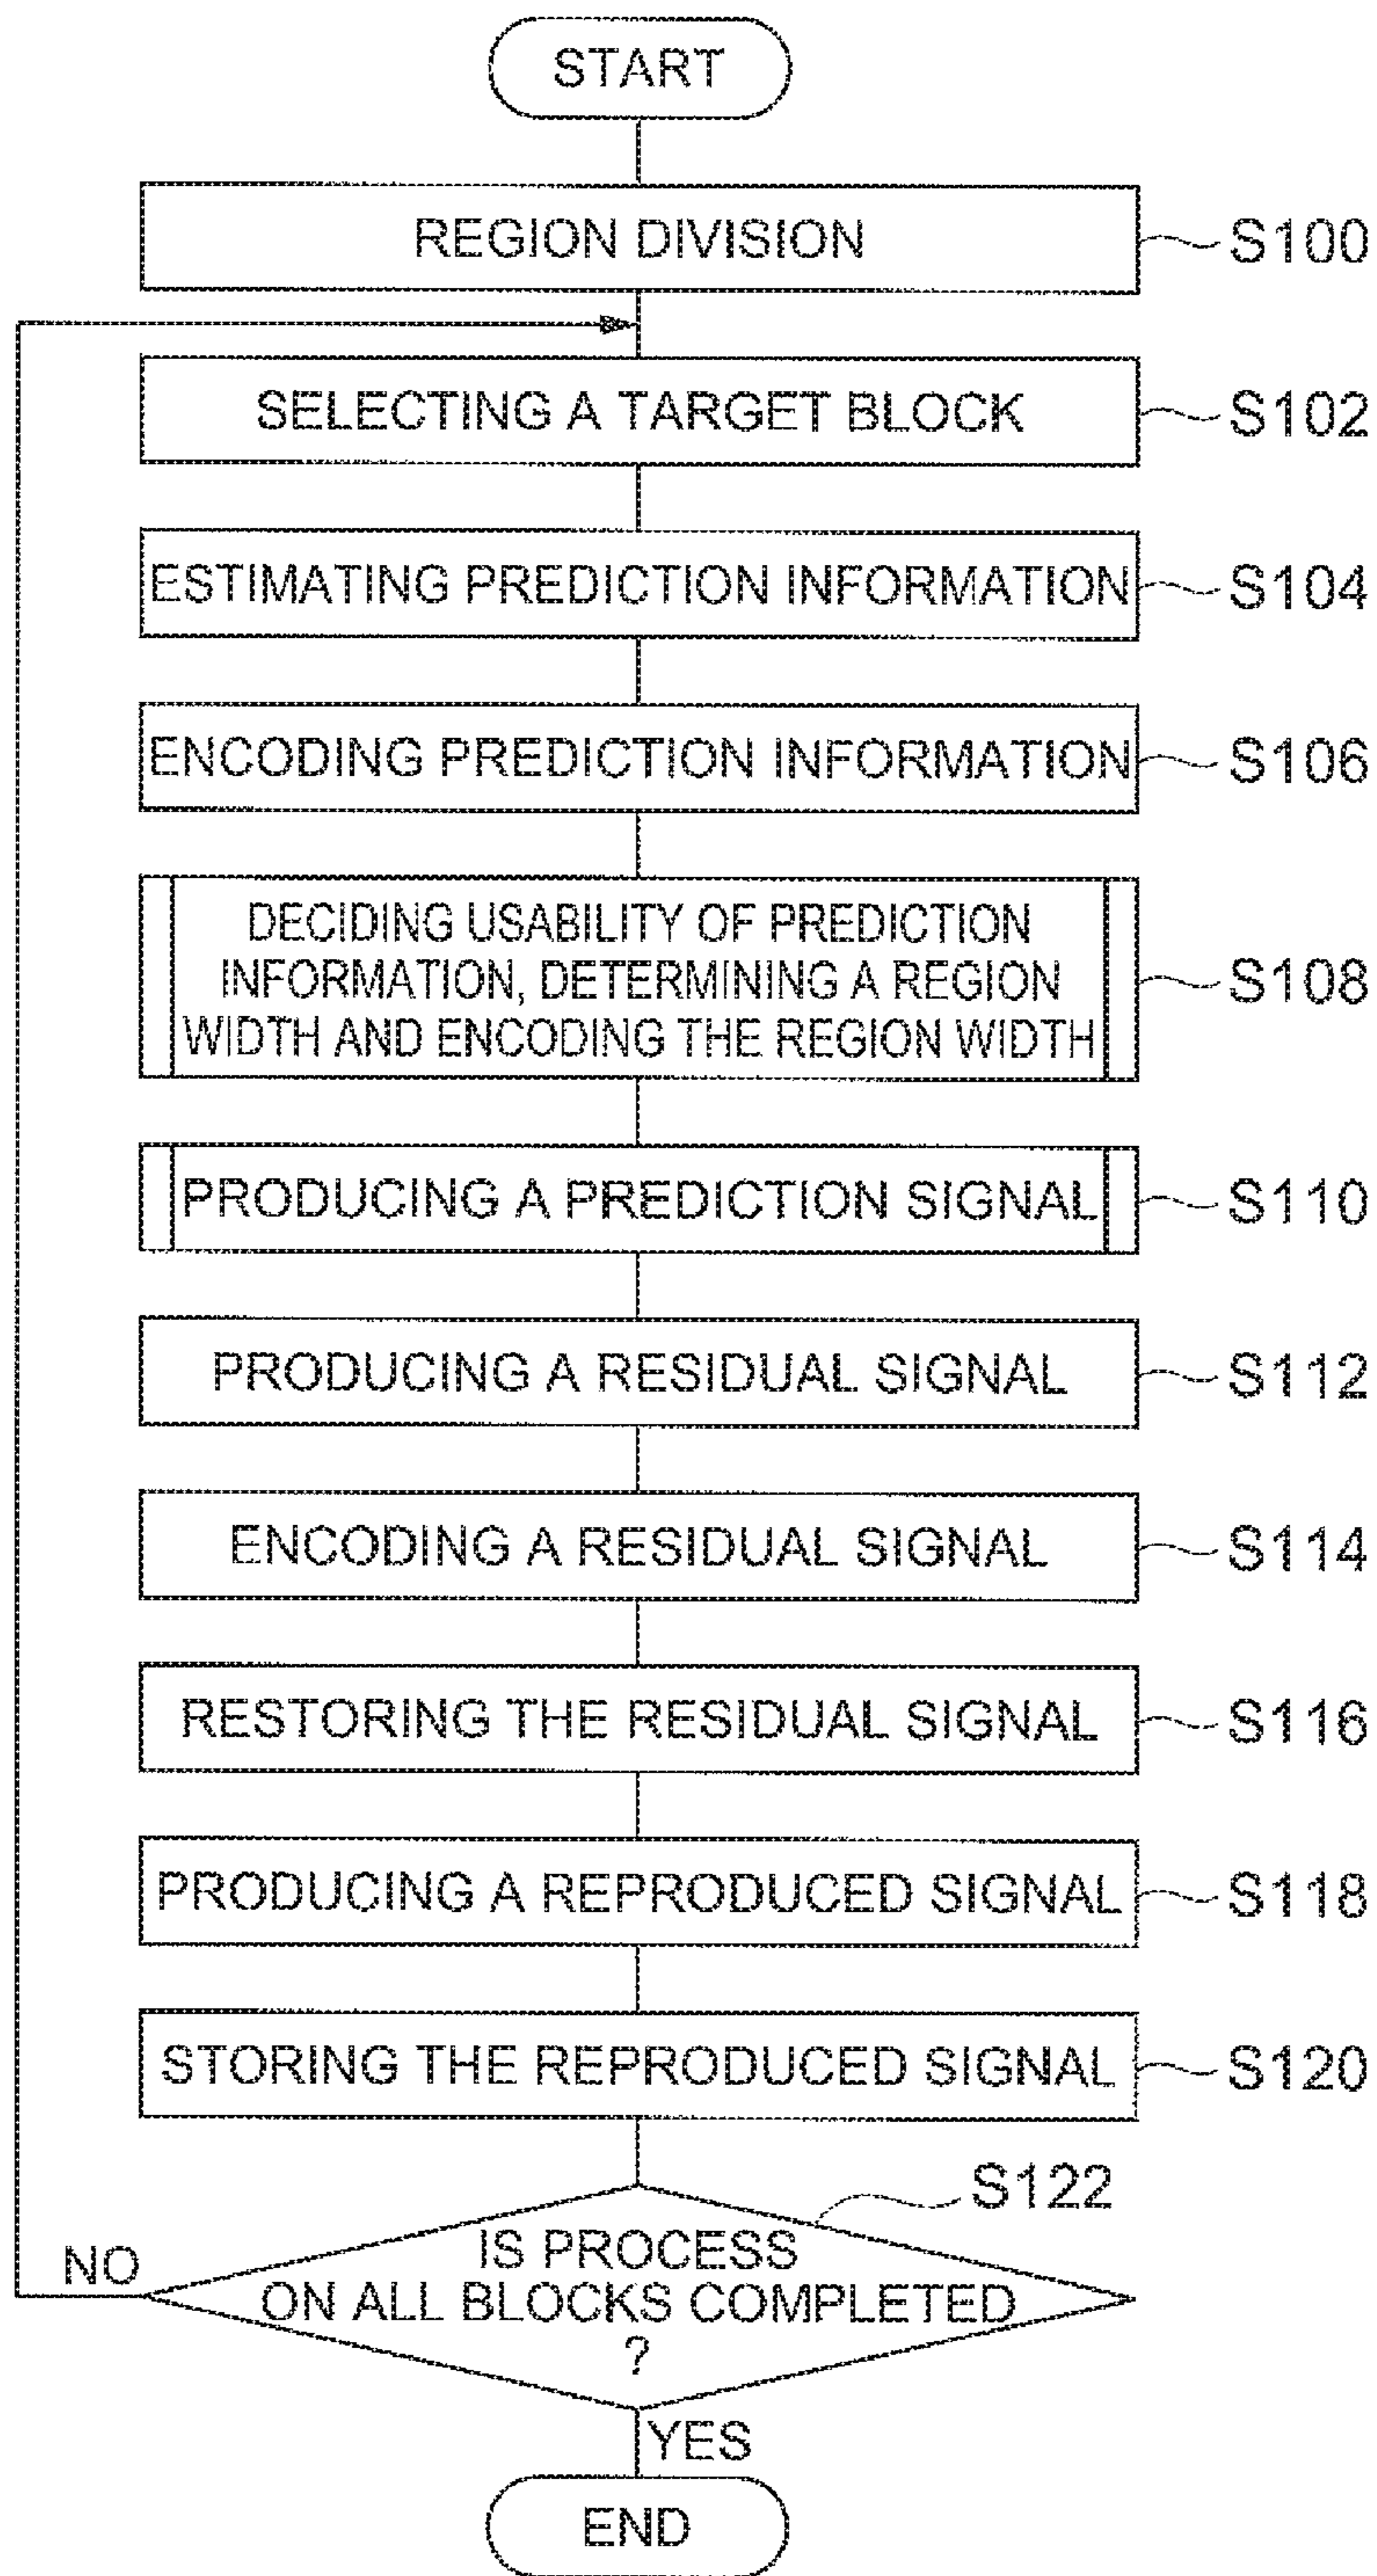 START
REGION DIVISION
S100
SELECTING A TARGET BLOCK
S102
ESTIMATING PREDICTION INFORMATION
S104
ENCODING PREDICTION INFORMATION
S106
DECIDING USABILITY OF PREDICTION
INFORMATION, DETERMINING A REGION
WIDTH AND ENCODING THE REGION WIDTH
S108
PRODUCING A PREDICTION SIGNAL
S110
PRODUCING A RESIDUAL SIGNAL
S112
ENCODING A RESIDUAL SIGNAL
S114
RESTORING THE RESIDUAL SIGNAL
S116
PRODUCING A REPRODUCED SIGNAL
S118
STORING THE REPRODUCED SIGNAL
S120
S122
IS PROCESS
ON ALL BLOCKS COMPLETED
?
NO
YES
END